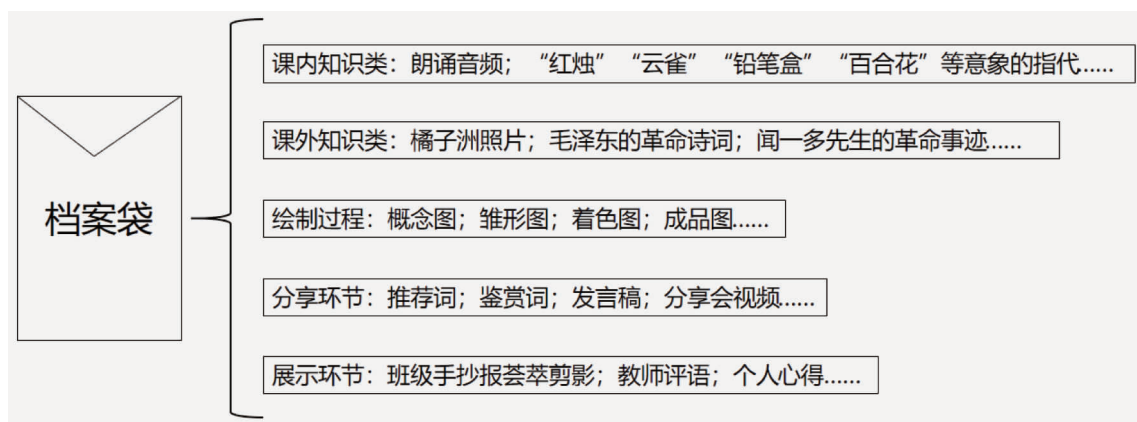 课内知识类：朗诵音频；“红烛”“云雀”“铅笔盒”“百合花”等意象的指代……
课外知识类：橘子洲照片；毛泽东的革命诗词；闻一多先生的革命事迹……
档案袋
绘制过程：概念图；雏形图；着色图；成品图……
分享环节：推荐词；鉴赏词；发言稿；分享会视频……
展示环节：班级手抄报荟萃剪影；教师评语；个人心得……